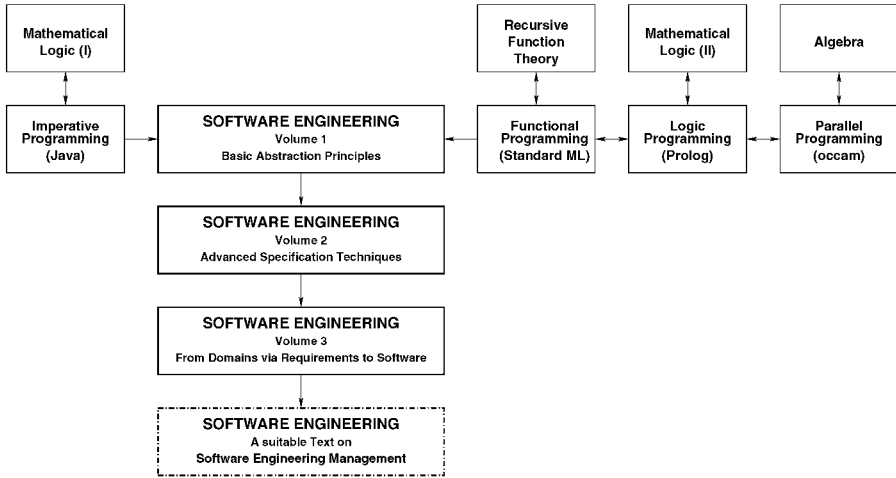 Mathematical
Logic (I)
Recursive
Function
Theory
Mathematical
Logic (II)
Algebra
Imperative
Programming
(Java)
SOFTWARE ENGINEERING
Volume 1
Basic Abstraction Principles
Functional
Programming
(Standard ML)
Logic
Programming
(Prolog)
Parallel
Programming
(occam)
SOFTWARE ENGINEERING
Volume 2
Advanced Specification Techniques
SOFTWARE ENGINEERING
Volume 3
From Domains via Requirements to Software
SOFTWARE ENGINEERING
A suitable Text on
Software Engineering Management